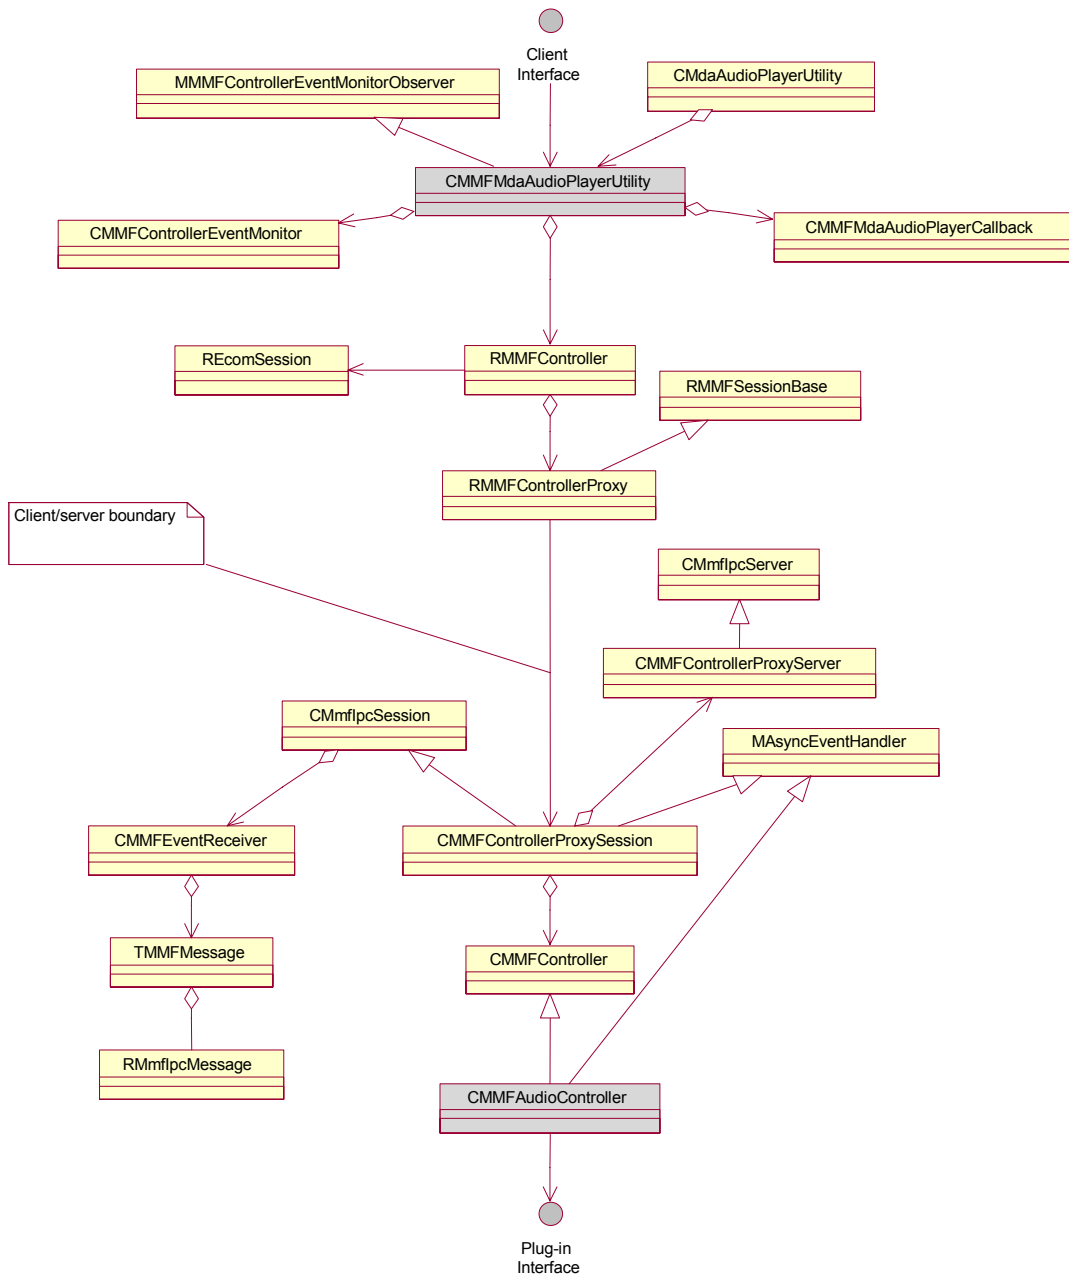 Client
Interface
MMMFControllerEventMonitorObserver
CMdaAudioPlayerUtility
CMMFMdaAudioPlayerUtility
CMMFControllerEventMonitor
CMMFMdaAudioPlayerCallback
REcomSession
RMMFController
RMMFSessionBase
RMMFControllerProxy
Client/server boundary
CMmfIpcServer
CMMFControllerProxyServer
CMmfIpcSession
MAsyncEventHandler
CMMFEventReceiver
CMMFControllerProxySession
TMMFMessage
CMMFController
RMmfIpcMessage
CMMFAudioController
Plug-in
Interface